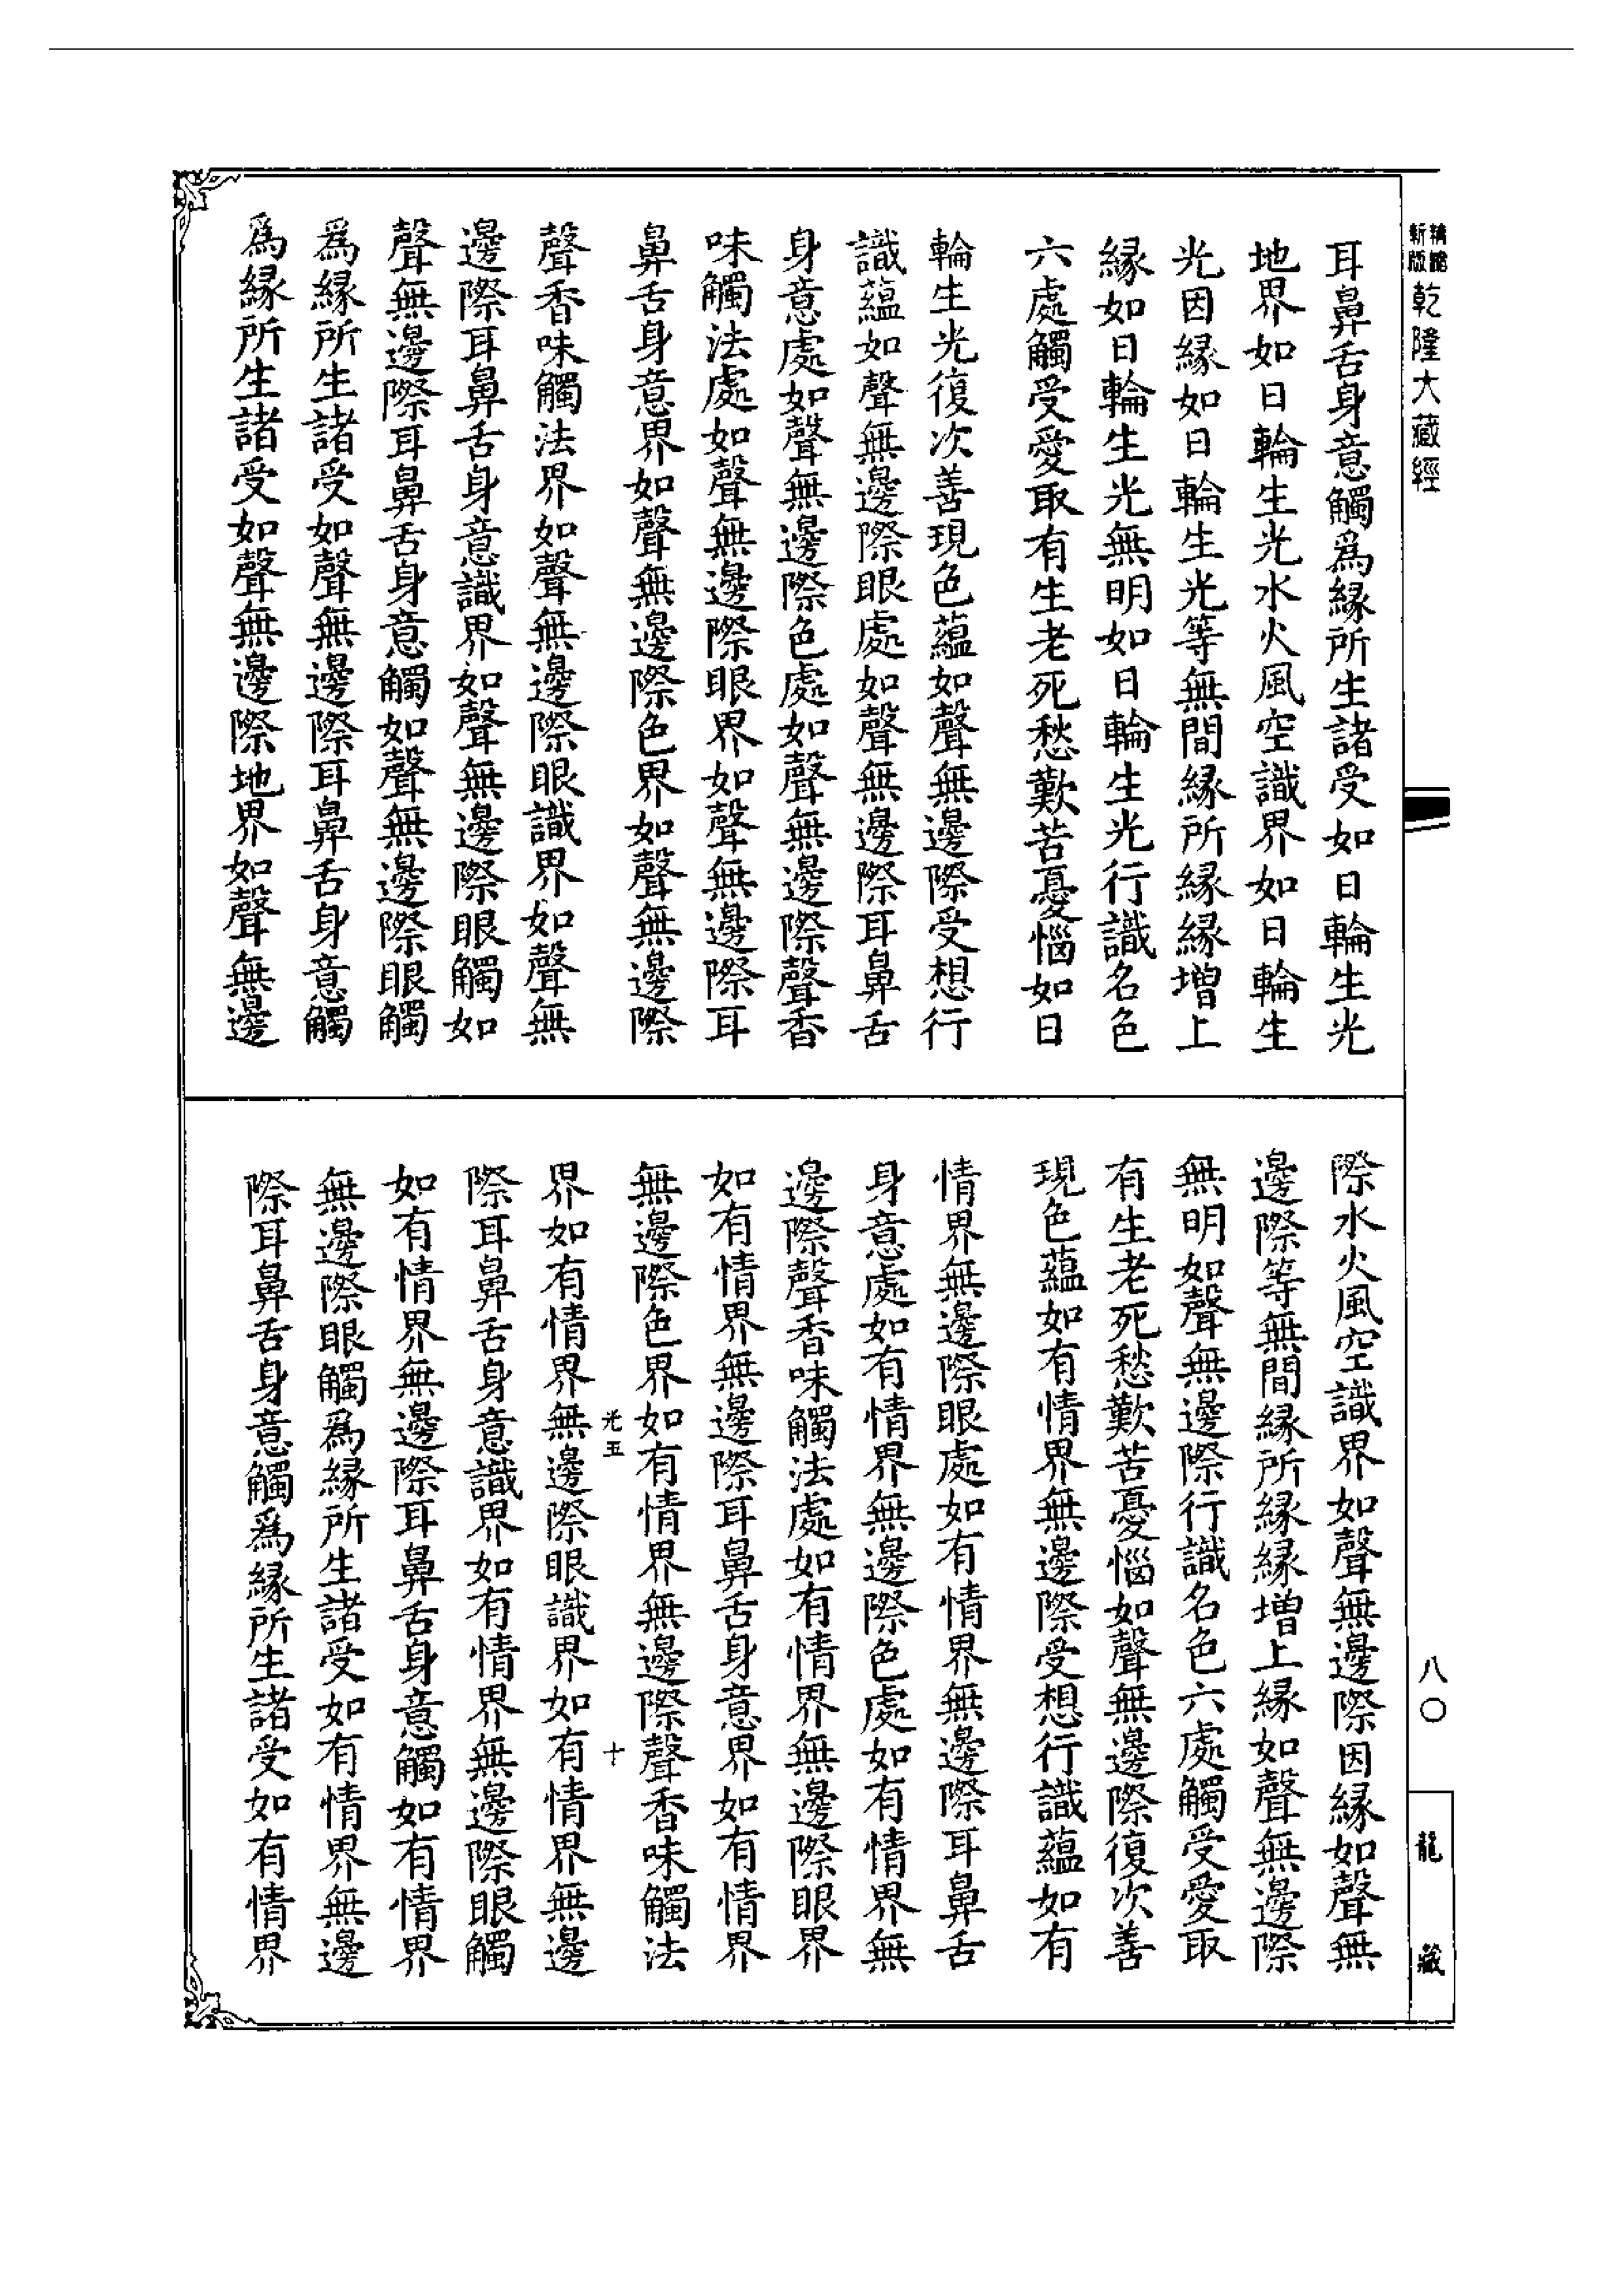 乾隆大藏經
耳鼻舌身意觸爲縁所生諸受如日輪生光
地界如日輪生光水火風空識界如日輪生
光因縁如日輪生光等無間縁所縁縁增上
縁如日輪生光無明如日輪生光行識名色
六處觸受愛取有生老死愁歎苦憂惱如日
輪生光復次善現色蘊如聲無邊際受想行
識蘊如聲無邊際眼處如聲無邊際耳鼻舌
身意處如聲無邊際色處如聲無邊際聲香
味觸法處如聲無邊際眼界如聲無邊際耳
鼻舌身意界如聲無邊際色界如聲無邊際
聲香味觸法界如聲無邊際眼識界如聲無
邊際耳鼻舌身意識界如聲無邊際眼觸如
聲無邊際耳鼻舌身意觸如聲無邊際眼觸
爲縁所生諸受如聲無邊際耳鼻舌身意觸
爲縁所生諸受如聲無邊際地界如聲無邊
際水火風空識界如聲無邊際因縁如聲無
邊際等無間縁所縁縁增上縁如聲無邊際
無明如聲無邊際行識名色六處觸受愛取
有生老死愁歎苦憂惱如聲無邊際復次善
現色蘊如有情界無邊際受想行識蘊如有
情界無邊際眼處如有情界無邊際耳鼻舌
身意處如有情界無邊際色處如有情界無
邊際聲香味觸法處如有情界無邊際眼界
如有情界無邊際耳鼻舌身意界如有情界
無邊際色界如有情界無邊際聲香味觸法
光五 十
界如有情界無邊際眼識界如有情界無邊
際耳鼻舌身意識界如有情界無邊際眼觸
如有情界無邊際耳鼻舌身意觸如有情界
無邊際眼觸爲縁所生諸受如有情界無邊
際耳鼻舌身意觸爲縁所生諸受如有情界
八〇
龍藏